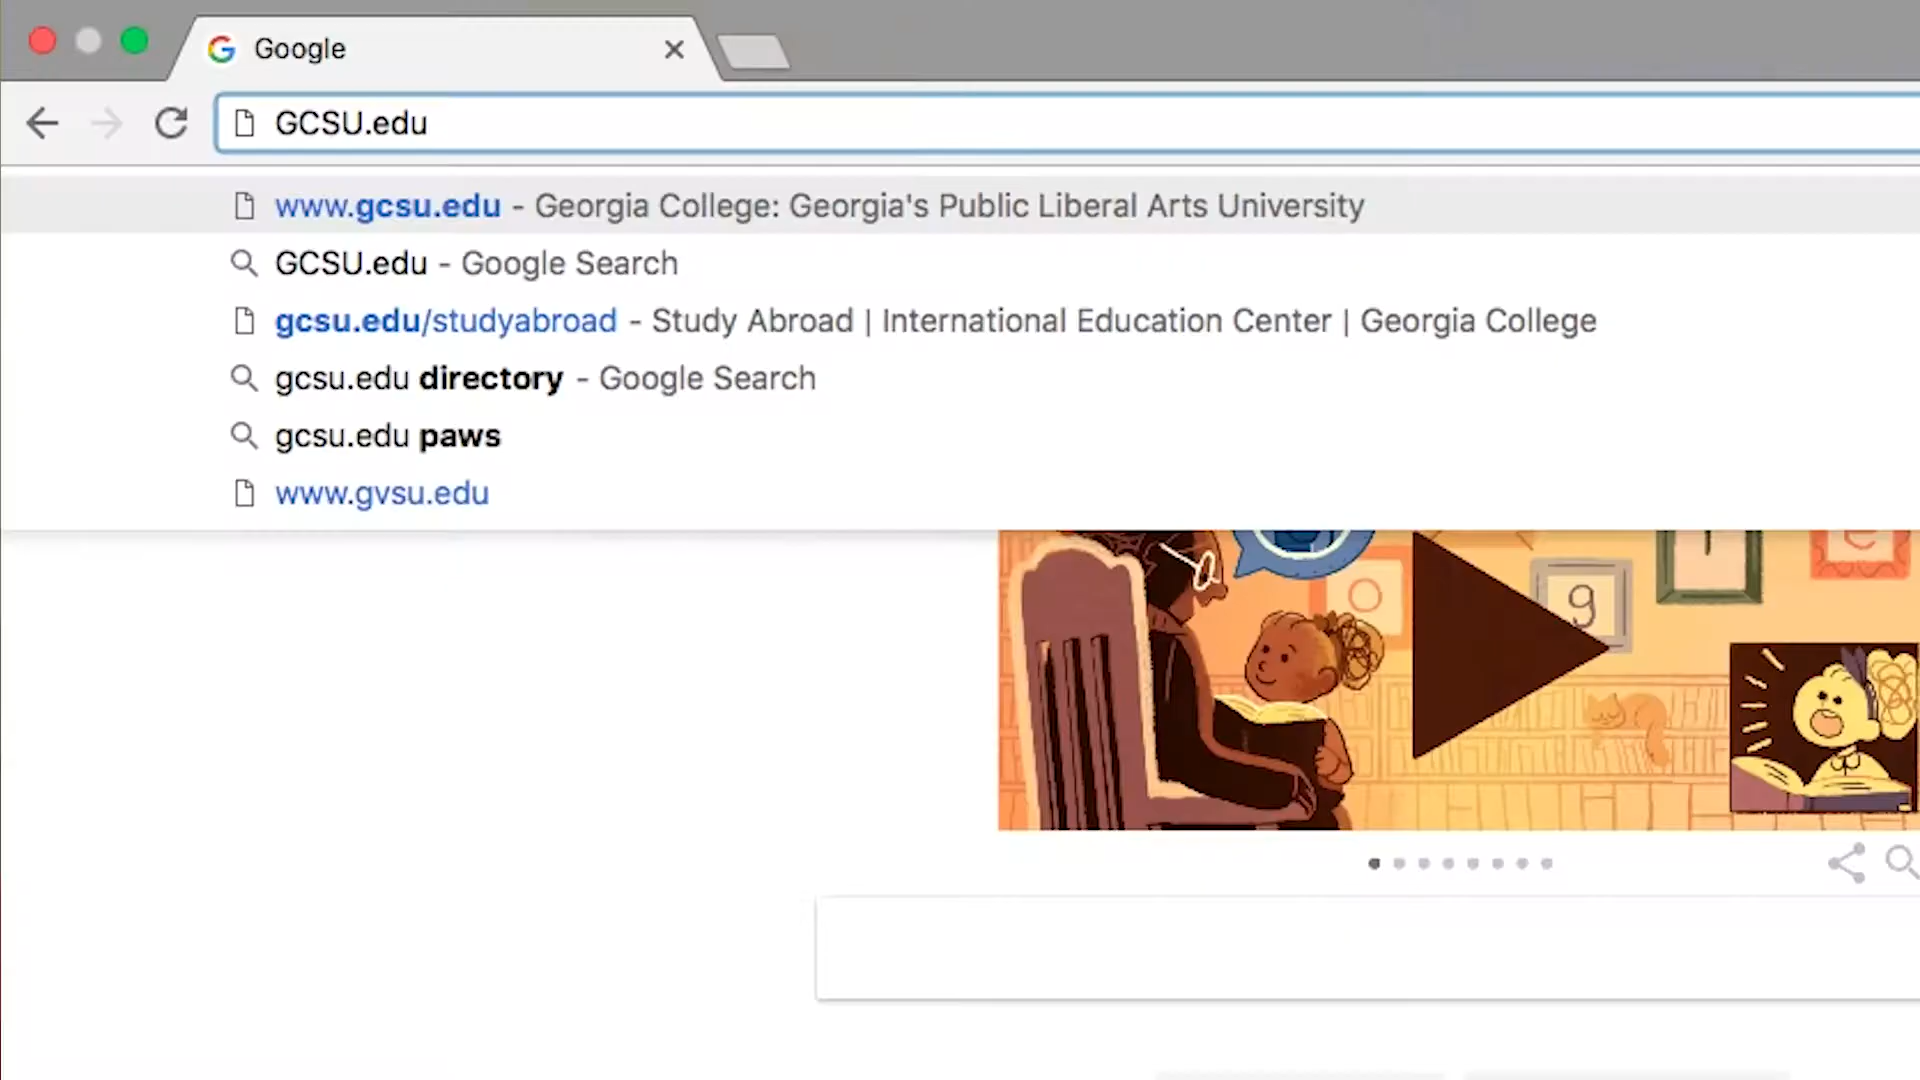 Google
GCSU.edu
www.gcsu.edu - Georgia College: Georgia's Public Liberal Arts University
GCSU.edu - Google Search
gcsu.edu/studyabroad - Study Abroad | International Education Center | Georgia College
gcsu.edu directory - Google Search
gcsu.edu paws
www.gvsu.edu
o
g